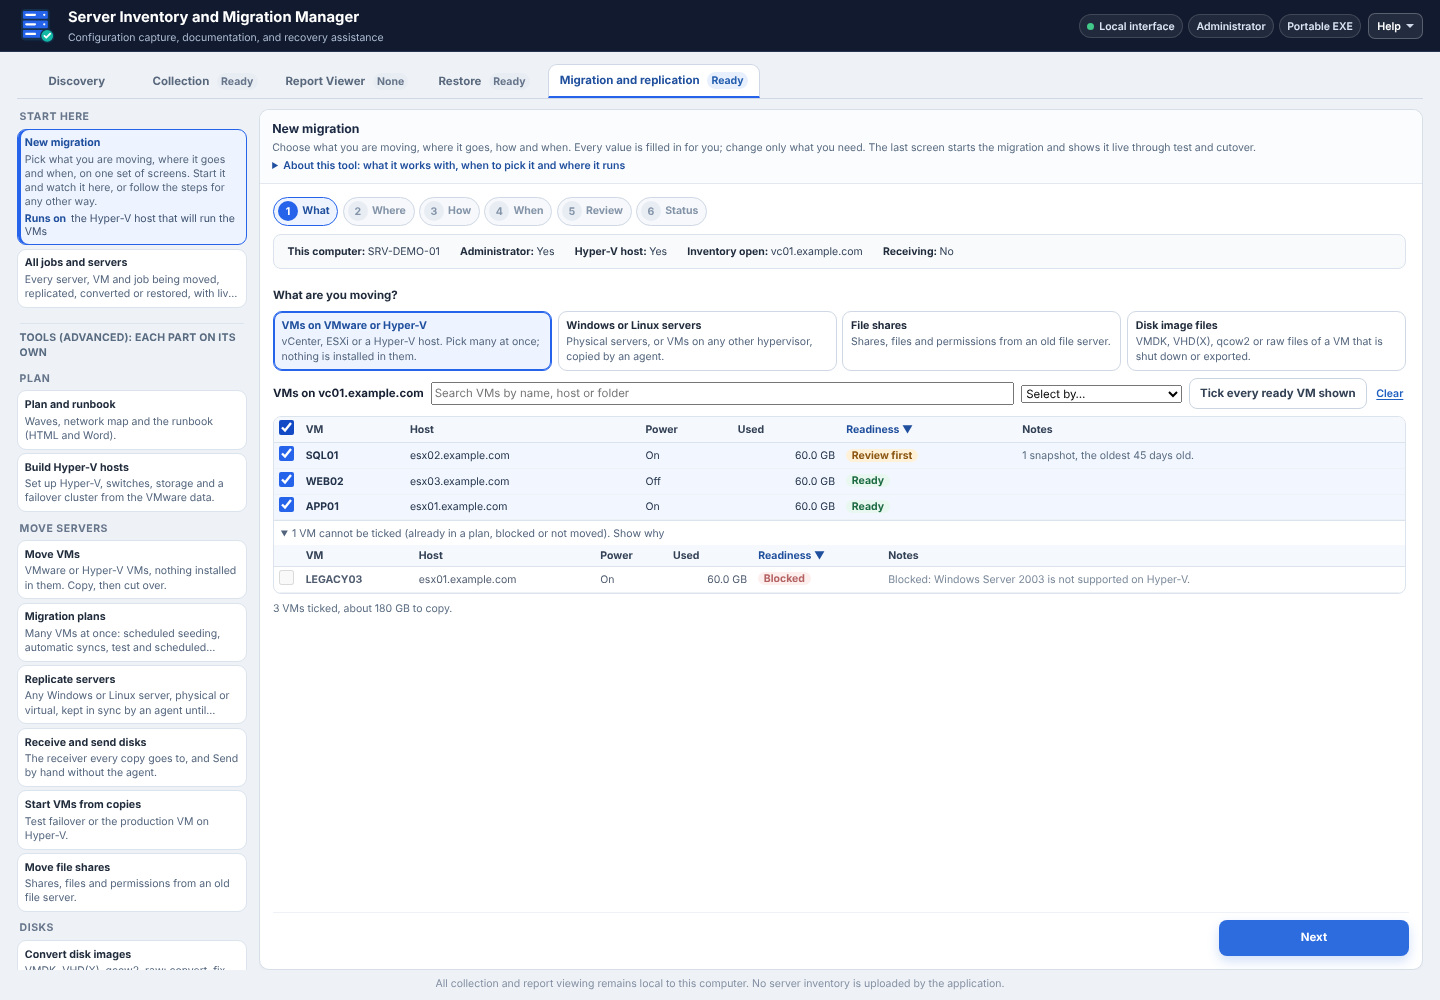 Server Inventory and Migration Manager
Configuration capture, documentation, and recovery assistance
Local interface
Administrator
Portable EXE
Help
Discovery
Collection Ready
Report Viewer None
Restore Ready
Migration and replication Ready
START HERE
New migration
Pick what you are moving, where it goes
and when, on one set of screens. Start it
and watch it here, or follow the steps for
any other way.
Runs on the Hyper-V host that will run the
VMs
All jobs and servers
Every server, VM and job being moved,
replicated, converted or restored, with liv...
TOOLS (ADVANCED): EACH PART ON ITS
OWN
PLAN
Plan and runbook
Waves, network map and the runbook
(HTML and Word).
Build Hyper-V hosts
Set up Hyper-V, switches, storage and a
failover cluster from the VMware data.
MOVE SERVERS
Move VMs
VMware or Hyper-V VMs, nothing installed
in them. Copy, then cut over.
Migration plans
Many VMs at once: scheduled seeding,
automatic syncs, test and scheduled...
Replicate servers
Any Windows or Linux server, physical or
virtual, kept in sync by an agent until...
Receive and send disks
The receiver every copy goes to, and Send
by hand without the agent.
Start VMs from copies
Test failover or the production VM on
Hyper-V.
Move file shares
Shares, files and permissions from an old
file server.
DISKS
Convert disk images
VMDK, VHD(X), qcow2, raw: convert, fix
New migration
Choose what you are moving, where it goes, how and when. Every value is filled in for you; change only what you need. The last screen starts the migration and shows it live through test and cutover.
About this tool: what it works with, when to pick it and where it runs
1 What
2 Where
3 How
4 When
5 Review
6 Status
This computer: SRV-DEMO-01 Administrator: Yes Hyper-V host: Yes Inventory open: vc01.example.com Receiving: No
What are you moving?
VMs on VMware or Hyper-V
vCenter, ESXi or a Hyper-V host. Pick many at once;
nothing is installed in them.
Windows or Linux servers
Physical servers, or VMs on any other hypervisor,
copied by an agent.
File shares
Shares, files and permissions from an old file server.
Disk image files
VMDK, VHD(X), qcow2 or raw files of a VM that is
shut down or exported.
VMs on vc01.example.com
Search VMs by name, host or folder
Select by...
Tick every ready VM shown
Clear
VM Host Power Used Readiness ▼ Notes
SQL01 esx02.example.com On 60.0 GB Review first 1 snapshot, the oldest 45 days old.
WEB02 esx03.example.com Off 60.0 GB Ready
APP01 esx01.example.com On 60.0 GB Ready
▼ 1 VM cannot be ticked (already in a plan, blocked or not moved). Show why
VM Host Power Used Readiness ▼ Notes
LEGACY03 esx01.example.com On 60.0 GB Blocked Blocked: Windows Server 2003 is not supported on Hyper-V.
3 VMs ticked, about 180 GB to copy.
Next
All collection and report viewing remains local to this computer. No server inventory is uploaded by the application.